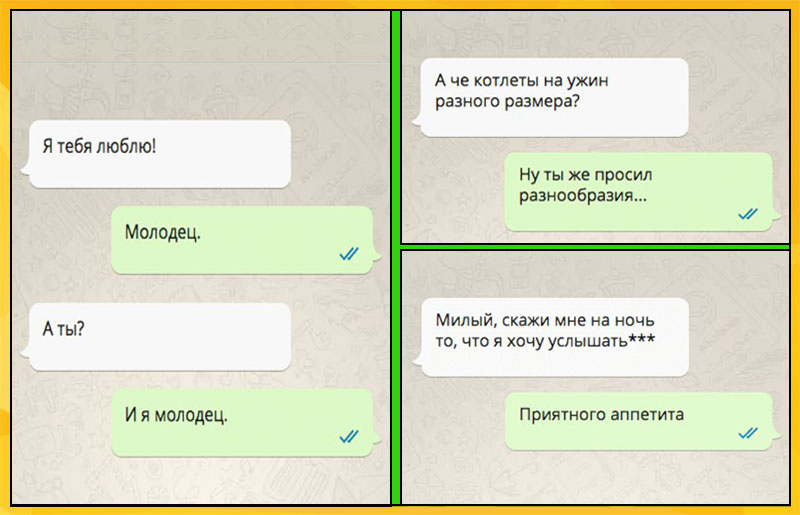 Я тебя люблю!
Молодец.
А ты?
И я молодец.
А че котлеты на ужин
разного размера?
Ну ты же просил
разнообразия...
Милый, скажи мне на ночь
то, что я хочу услышать***
Приятного аппетита